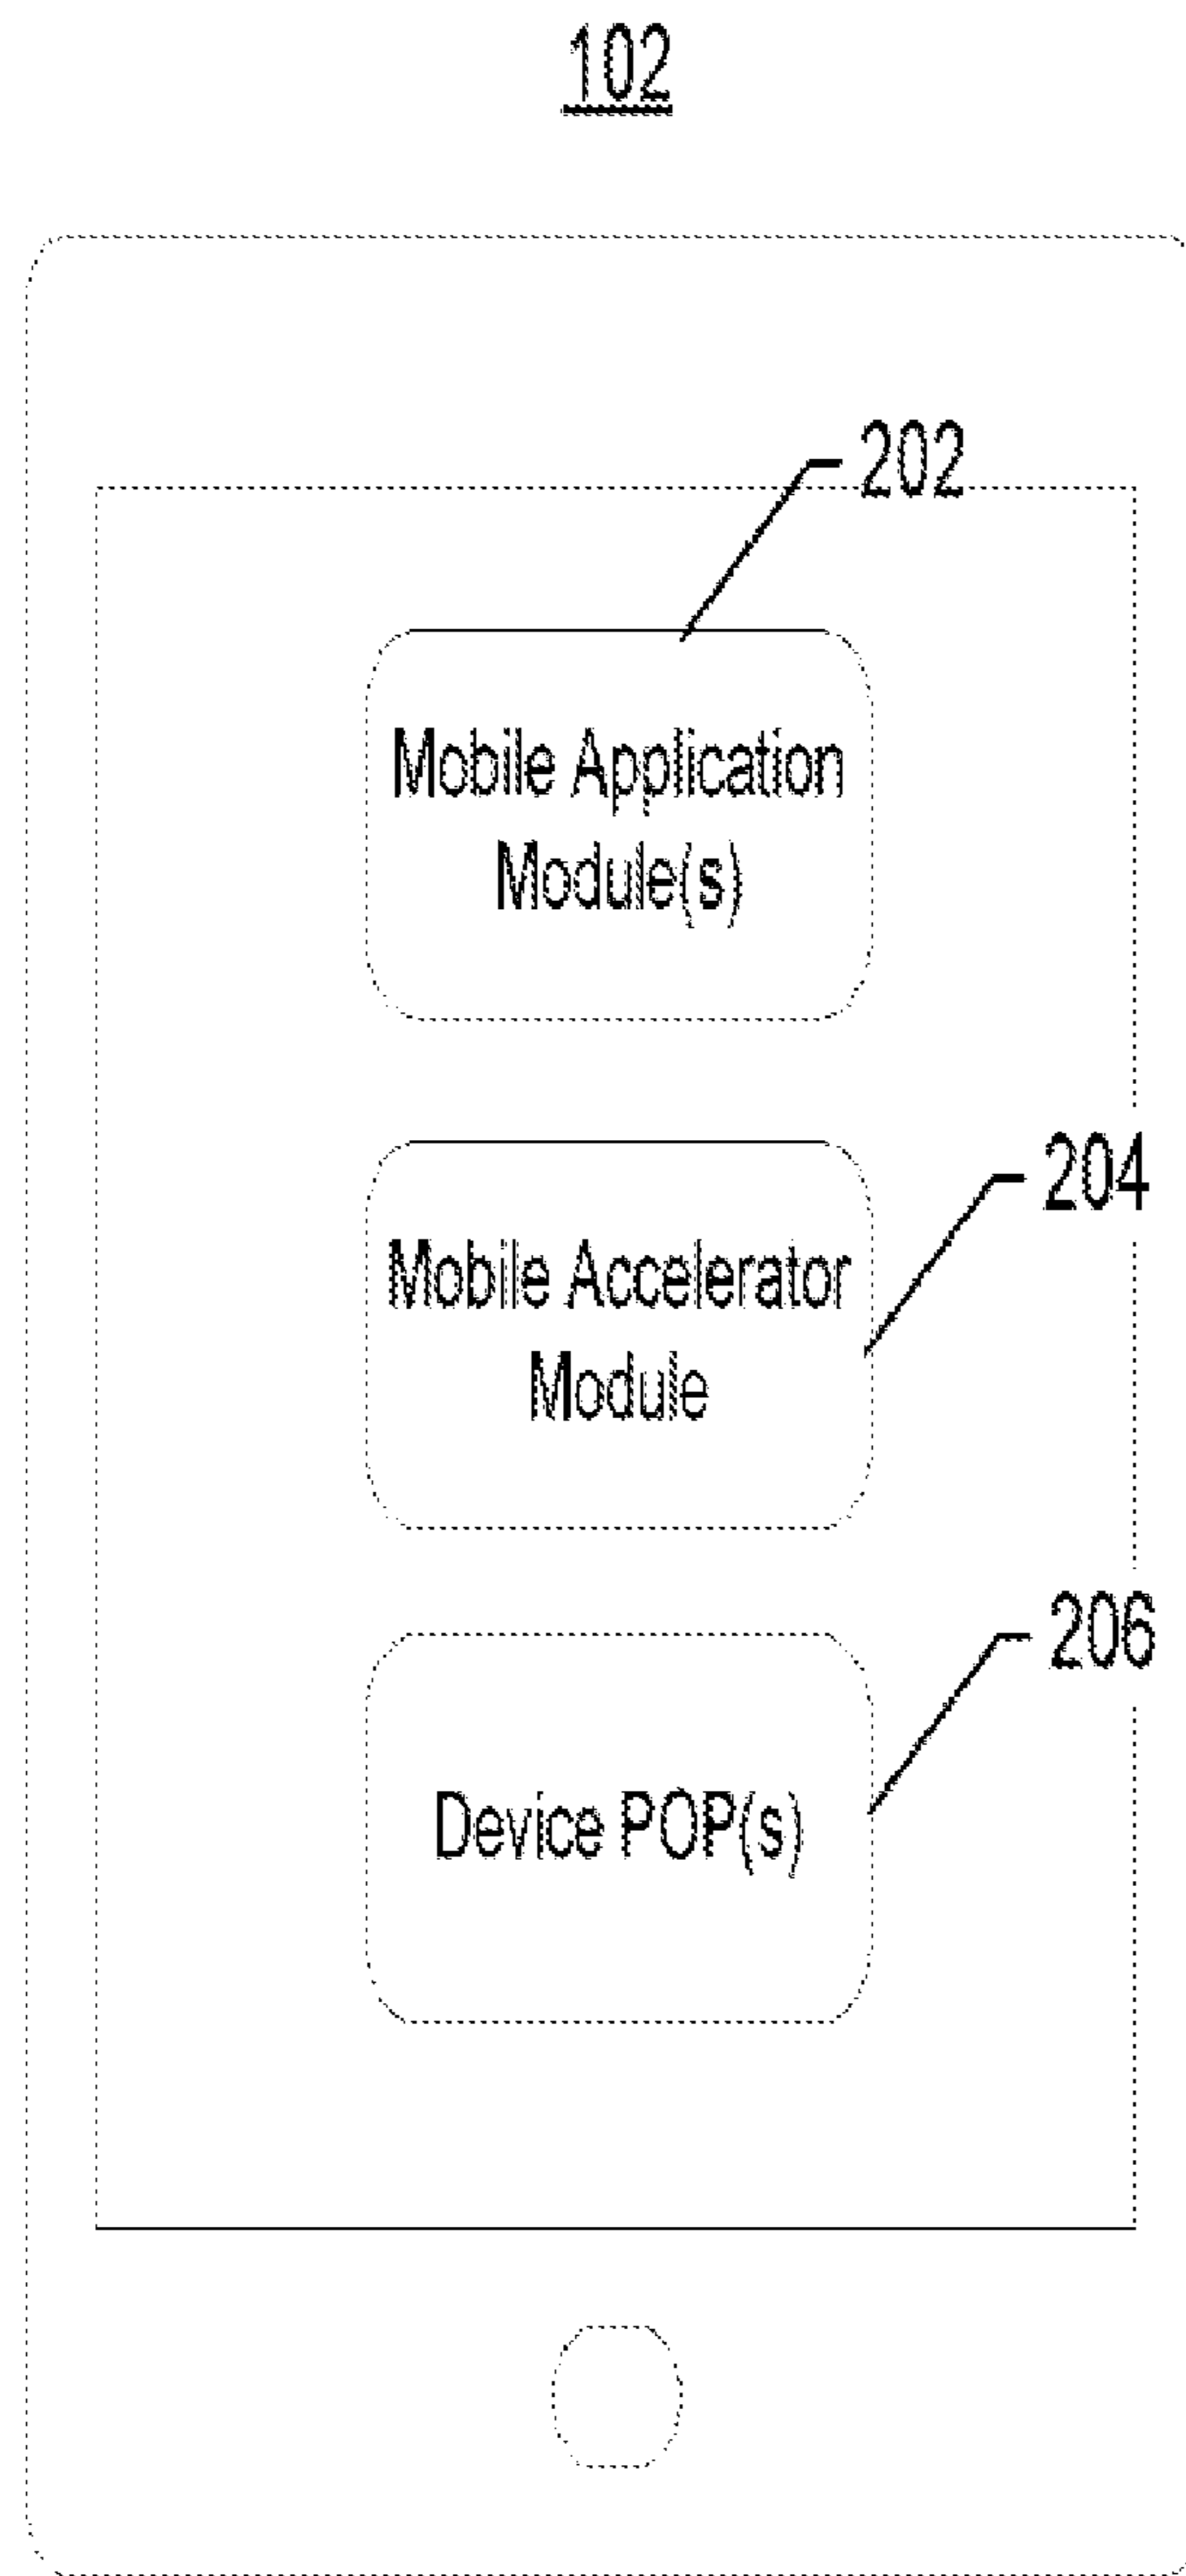 102
202
Mobile Application
Module(s)
204
Mobile Accelerator
Module
206
Device POP(s)